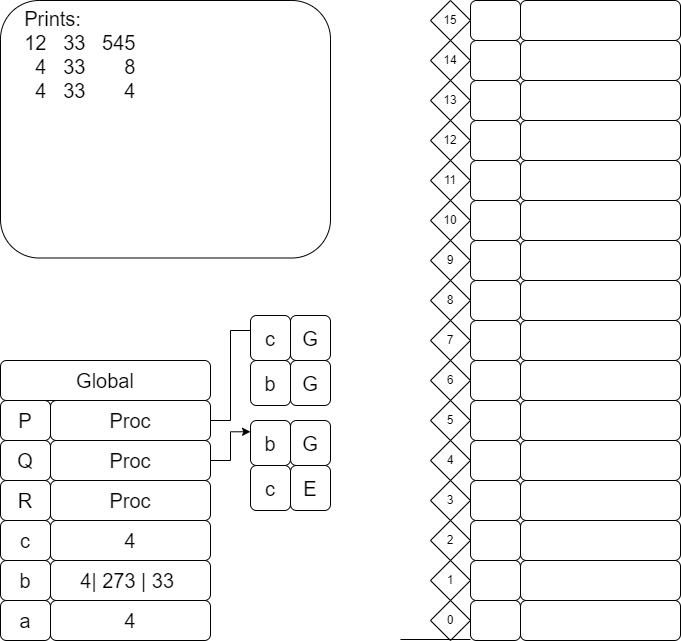 Prints:
12 33 545
4 33 8
4 33 4
Global
P Proc
Q Proc
R Proc
c 4
b 4| 273 | 33
a 4
c G
b G
b G
c E
15
14
13
12
11
10
9
8
7
6
5
4
3
2
1
0